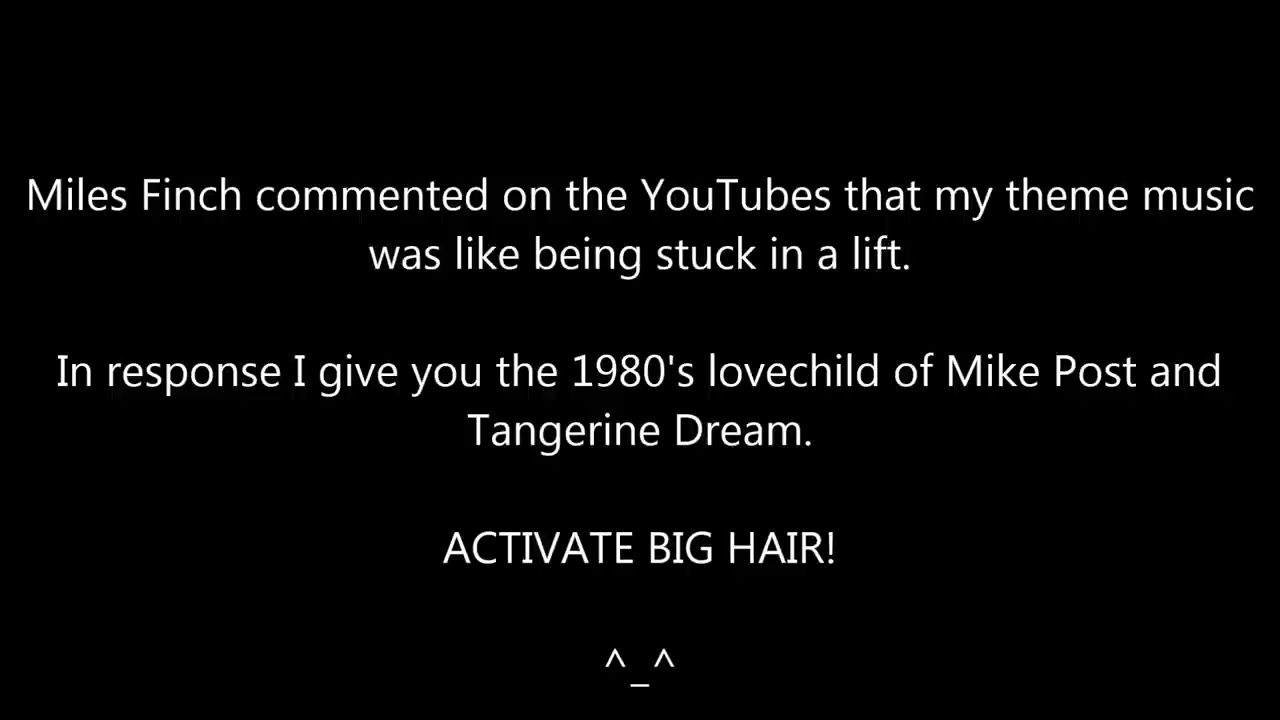 Miles Finch commented on the YouTubes that my theme music
was like being stuck in a lift.
In response I give you the 1980's lovechild of Mike Post and
Tangerine Dream.
ACTIVATE BIG HAIR!
^_^